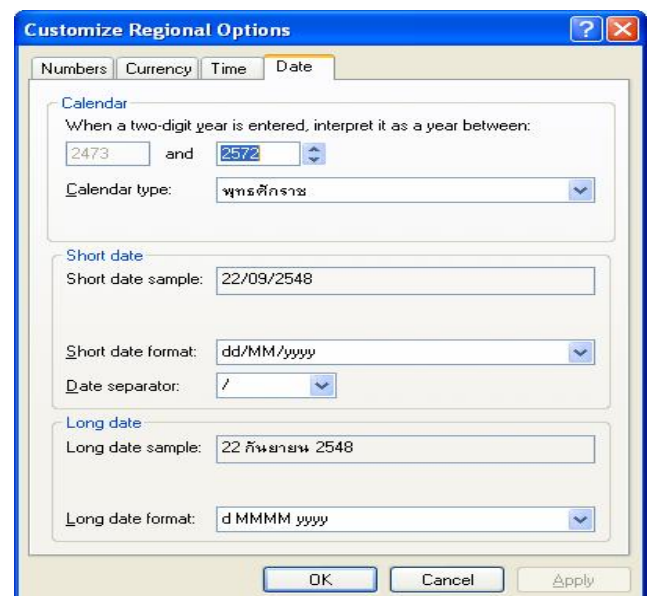 Customize Regional Options
Numbers Currency Time Date
Calendar
When a two-digit year is entered, interpret it as a year between:
2473 and 2572
Calendar type: พุทธศักราช
Short date
Short date sample: 22/09/2548
Short date format: dd/MM/yyyy
Date separator: /
Long date
Long date sample: 22 กันยายน 2548
Long date format: d MMMM yyyy
OK Cancel Apply